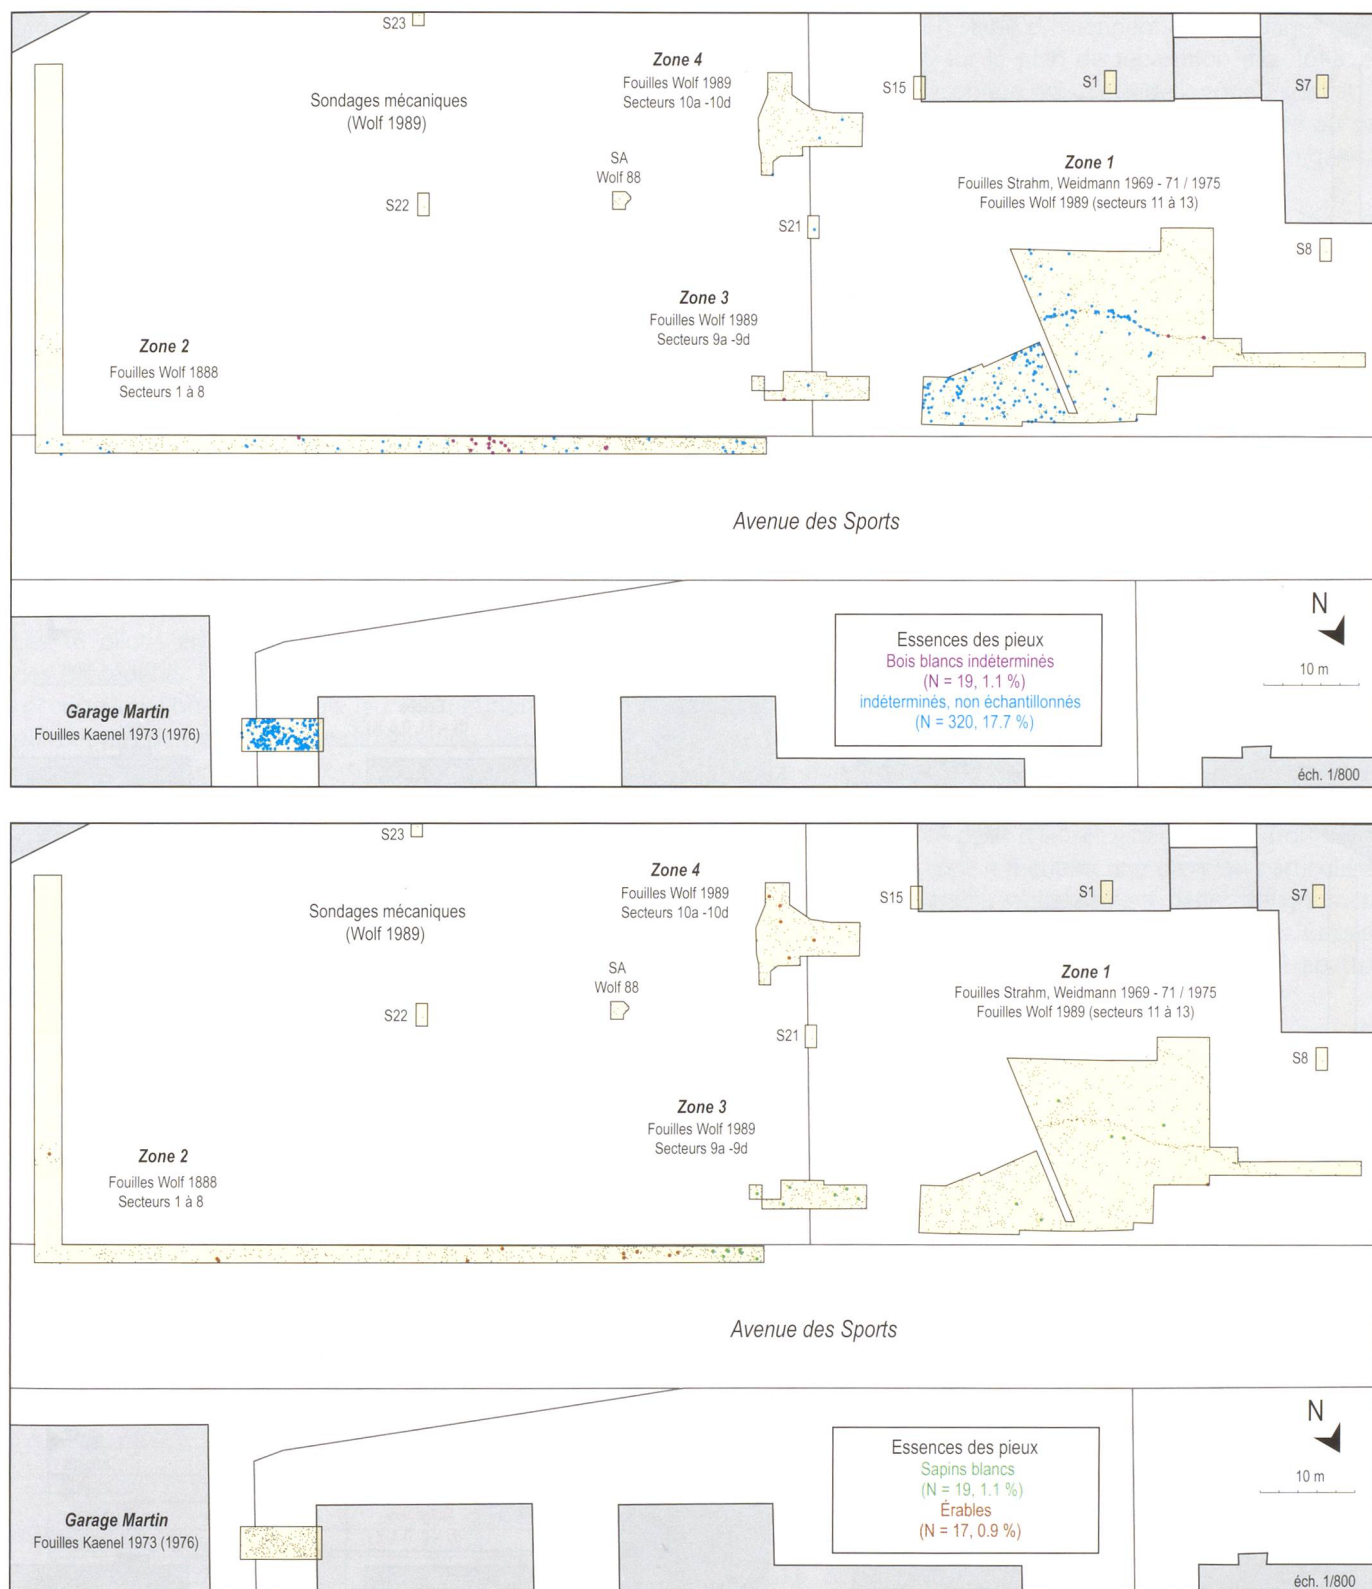 S23
Zone 4
Fouilles Wolf 1989
Secteurs 10a -10d
Sondages mécaniques
(Wolf 1989)
S15
S1
S7
SA
Wolf 88
Zone 1
Fouilles Strahm, Weidmann 1969 - 71 / 1975
Fouilles Wolf 1989 (secteurs 11 à 13)
S22
S21
S8
Zone 3
Fouilles Wolf 1989
Secteurs 9a -9d
Zone 2
Fouilles Wolf 1888
Secteurs 1 à 8
Avenue des Sports
N
10 m
Essences des pieux
Bois blancs indéterminés
(N = 19, 1.1 %)
indéterminés, non échantillonnés
(N = 320, 17.7 %)
Garage Martin
Fouilles Kaenel 1973 (1976)
éch. 1/800
S23
Zone 4
Fouilles Wolf 1989
Secteurs 10a -10d
Sondages mécaniques
(Wolf 1989)
S15
S1
S7
SA
Wolf 88
Zone 1
Fouilles Strahm, Weidmann 1969 - 71 / 1975
Fouilles Wolf 1989 (secteurs 11 à 13)
S22
S21
S8
Zone 3
Fouilles Wolf 1989
Secteurs 9a -9d
Zone 2
Fouilles Wolf 1888
Secteurs 1 à 8
Avenue des Sports
N
10 m
Essences des pieux
Sapins blancs
(N = 19, 1.1 %)
Érables
(N = 17, 0.9 %)
Garage Martin
Fouilles Kaenel 1973 (1976)
éch. 1/800